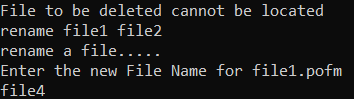 File to be deleted cannot be located
rename file1 file2
rename a file.....
Enter the new File Name for file1.pofm
file4